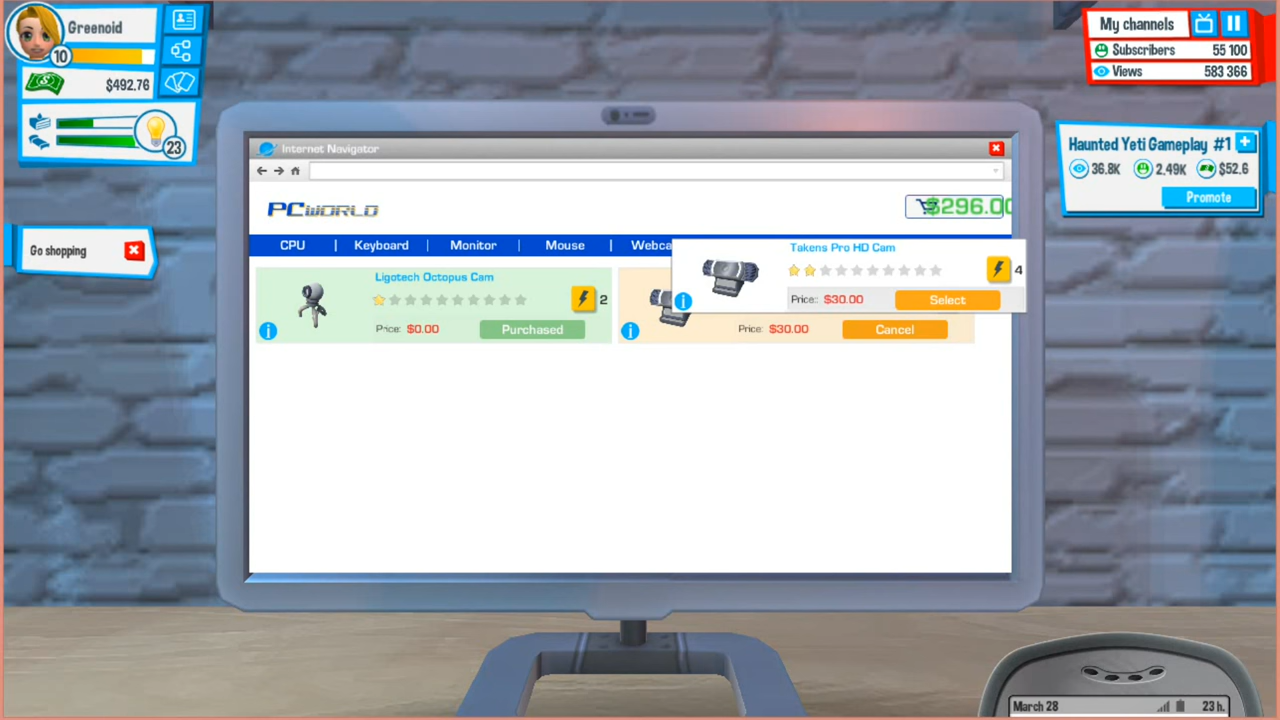 Greenoid
10
$492.76
23
My channels
Subscribers 55 100
Views 583 366
Haunted Yeti Gameplay #1
36.8K 2.49K $52.6
Promote
Go shopping
Internet Navigator
PCWORLD
$296.00
CPU | Keyboard | Monitor | Mouse | Webca
Ligotech Octopus Cam
2
Price: $0.00 Purchased
Takens Pro HD Cam
4
Price: $30.00 Select
Price: $30.00 Cancel
March 28 23 h.